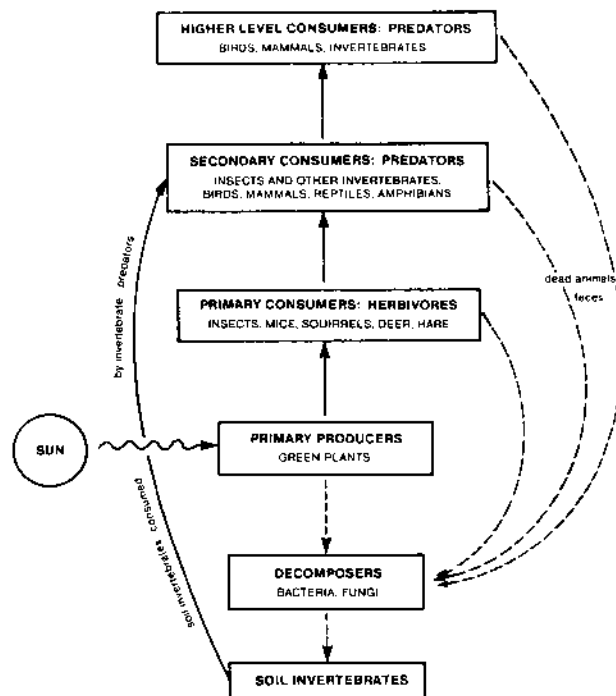 HIGHER LEVEL CONSUMERS: PREDATORS
BIRDS, MAMMALS, INVERTEBRATES
SECONDARY CONSUMERS: PREDATORS
INSECTS AND OTHER INVERTEBRATES,
BIRDS, MAMMALS, REPTILES, AMPHIBIANS
dead animals
feces
by invertebrate predators
PRIMARY CONSUMERS: HERBIVORES
INSECTS, MICE, SQUIRRELS, DEER, HARE
SUN
PRIMARY PRODUCERS
GREEN PLANTS
soil invertebrates consumed
DECOMPOSERS
BACTERIA, FUNGI
SOIL INVERTEBRATES